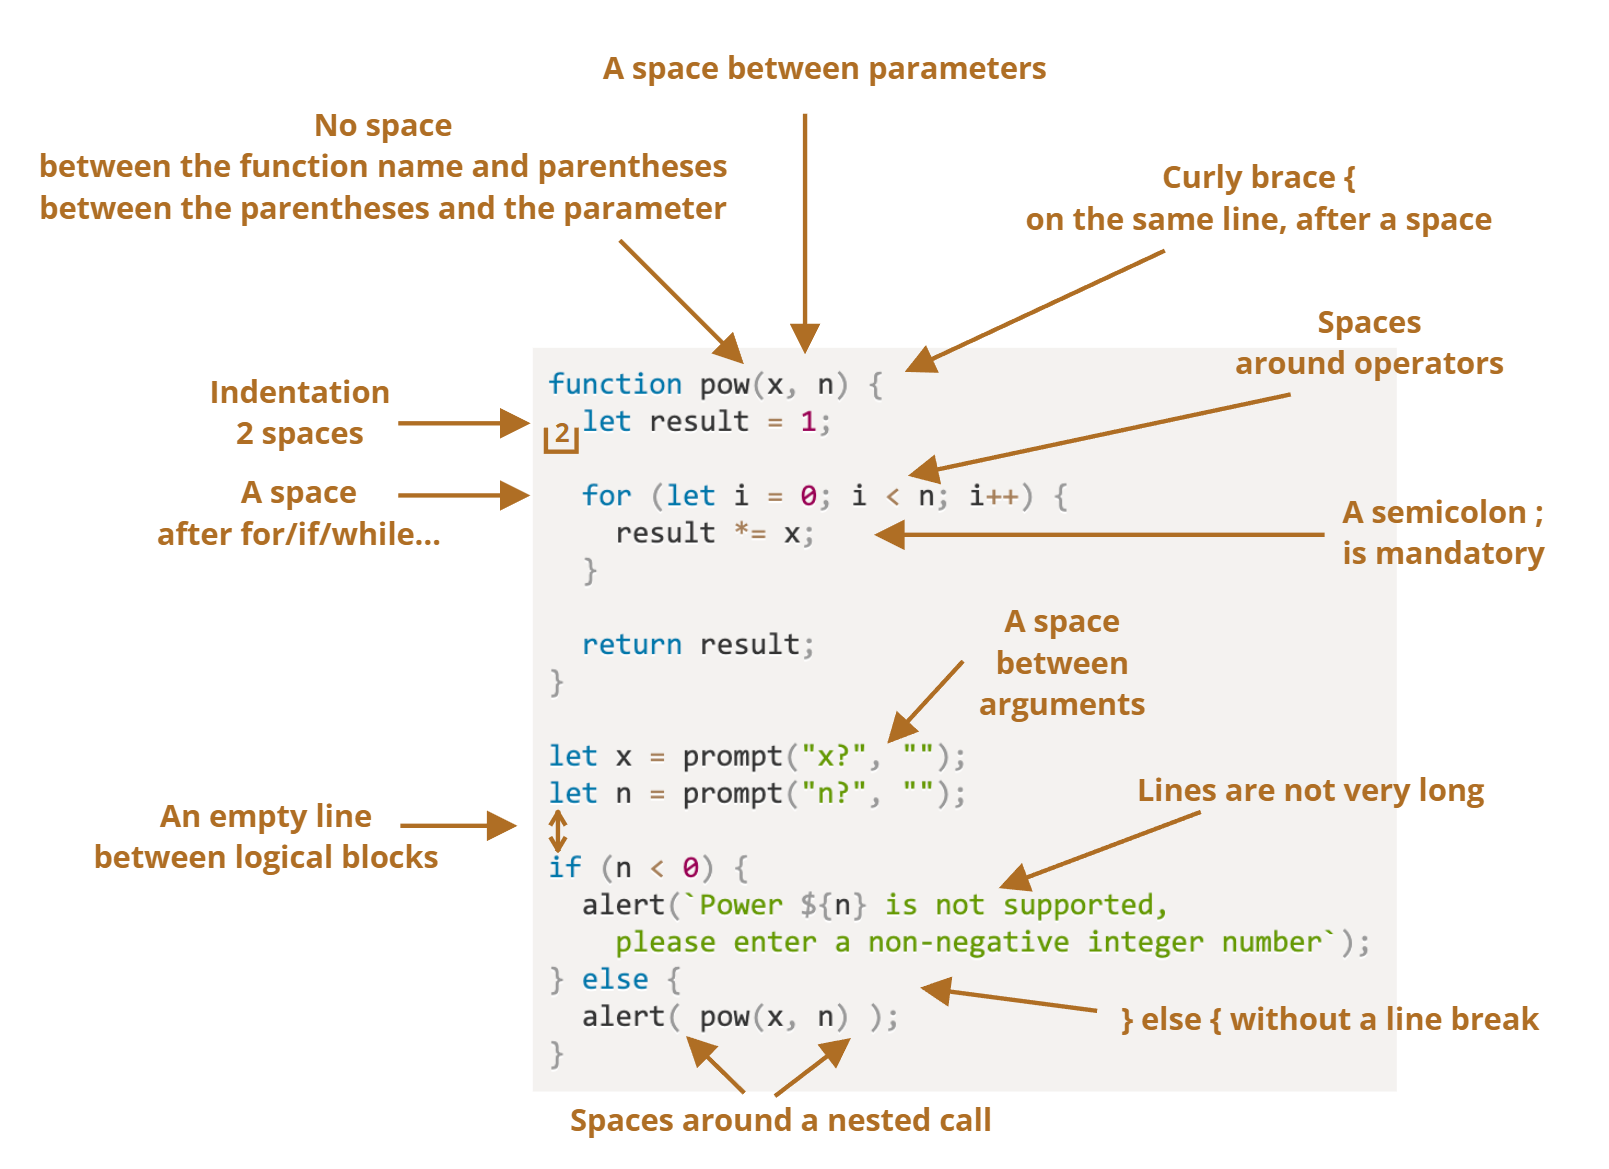 A space between parameters
No space
between the function name and parentheses
between the parentheses and the parameter
Curly brace {
on the same line, after a space
Spaces
around operators
Indentation
2 spaces
A space
after for/if/while...
A semicolon ;
is mandatory
A space
between
arguments
An empty line
between logical blocks
Lines are not very long
} else { without a line break
Spaces around a nested call
function pow(x, n) {
2
  let result = 1;

  for (let i = 0; i < n; i++) {
    result *= x;
  }

  return result;
}

let x = prompt("x?", "");
let n = prompt("n?", "");

if (n < 0) {
  alert(`Power ${n} is not supported,
    please enter a non-negative integer number`);
} else {
  alert( pow(x, n) );
}